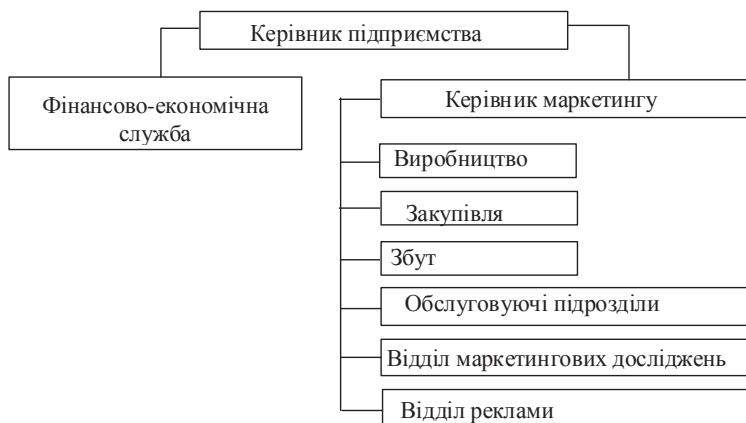 Керівник підприємства
Фінансово-економічна
служба
Керівник маркетингу
Виробництво
Закупівля
Збут
Обслуговуючі підрозділи
Відділ маркетингових досліджень
Відділ реклами